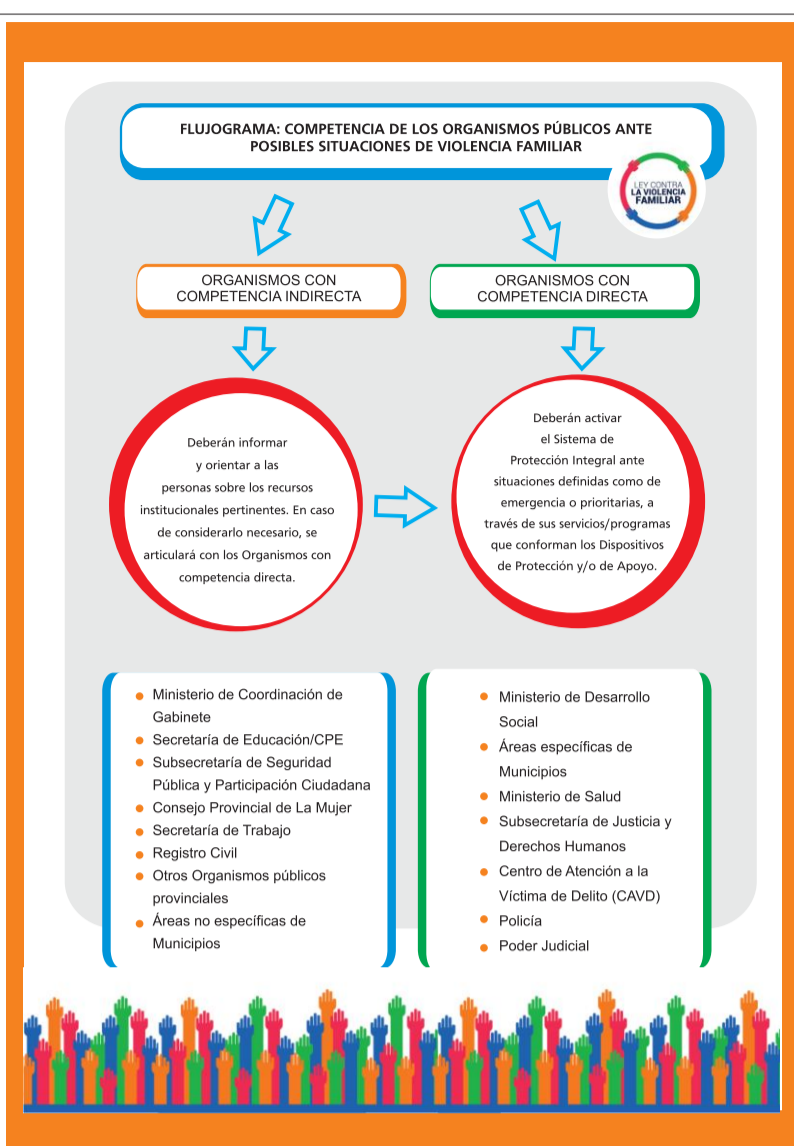 FLUJOGRAMA: COMPETENCIA DE LOS ORGANISMOS PÚBLICOS ANTE
POSIBLES SITUACIONES DE VIOLENCIA FAMILIAR
LEY CONTRA
LA VIOLENCIA
FAMILIAR
ORGANISMOS CON
COMPETENCIA INDIRECTA
ORGANISMOS CON
COMPETENCIA DIRECTA
Deberán informar
y orientar a las
personas sobre los recursos
institucionales pertinentes. En caso
de considerarlo necesario, se
articulará con los Organismos con
competencia directa.
Deberán activar
el Sistema de
Protección Integral ante
situaciones definidas como de
emergencia o prioritarias, a
través de sus servicios/programas
que conforman los Dispositivos
de Protección y/o de Apoyo.
Ministerio de Coordinación de
Gabinete
Secretaría de Educación/CPE
Subsecretaría de Seguridad
Pública y Participación Ciudadana
Consejo Provincial de La Mujer
Secretaría de Trabajo
Registro Civil
Otros Organismos públicos
provinciales
Áreas no específicas de
Municipios
Ministerio de Desarrollo
Social
Áreas específicas de
Municipios
Ministerio de Salud
Subsecretaría de Justicia y
Derechos Humanos
Centro de Atención a la
Víctima de Delito (CAVD)
Policía
Poder Judicial